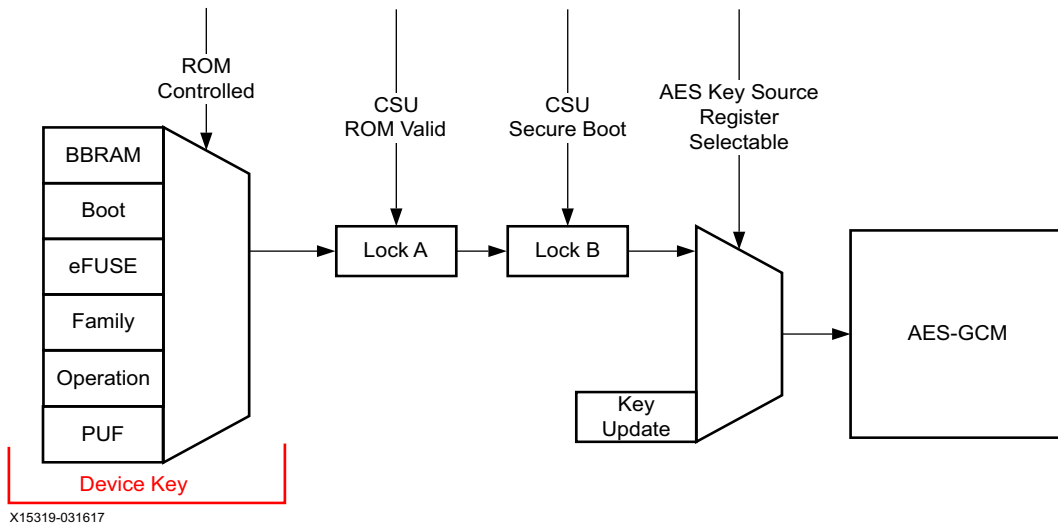 ROM
Controlled
CSU
ROM Valid
CSU
Secure Boot
AES Key Source
Register
Selectable
BBRAM
Boot
eFUSE
Family
Operation
PUF
Lock A
Lock B
Key
Update
AES-GCM
Device Key
X15319-031617